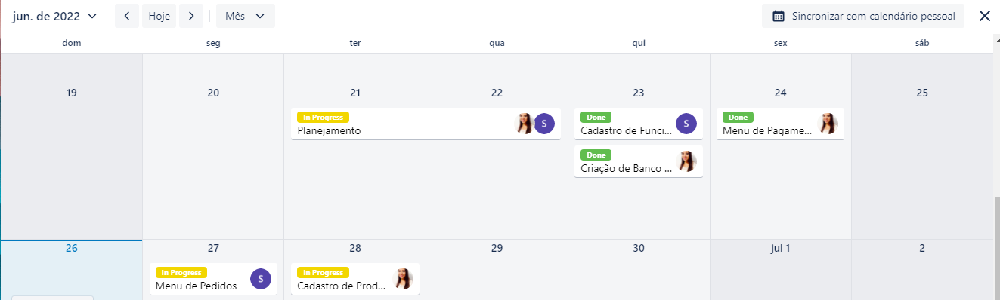 jun. de 2022
Hoje
Mês
Sincronizar com calendário pessoal
dom seg ter qua qui sex sáb
19 20 21 22 23 24 25
In Progress
Planejamento
S
Done
Cadastro de Funci...
S
Done
Criação de Banco ...
Done
Menu de Pagame...
26 27 28 29 30 jul 1 2
In Progress
Menu de Pedidos
S
In Progress
Cadastro de Prod...